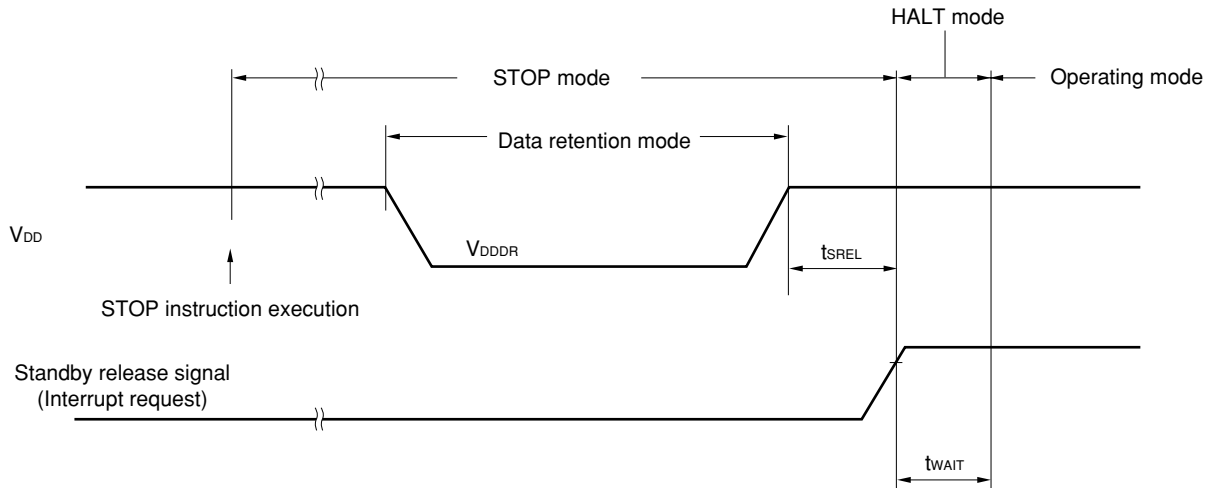 HALT mode
STOP mode
Operating mode
Data retention mode
VDD
VDDDR
tSREL
STOP instruction execution
Standby release signal
(Interrupt request)
tWAIT